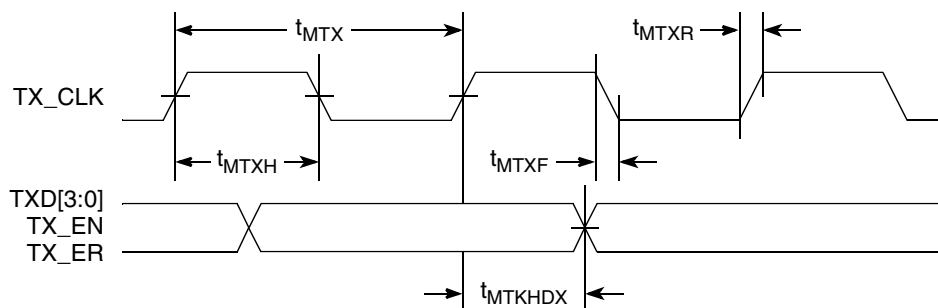 tMTX
tMTXR
TX_CLK
tMTXH
tMTXF
TXD[3:0]
TX_EN
TX_ER
tMTKHDX